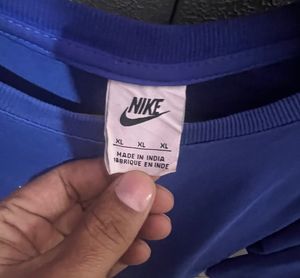 NIKE
XL XL XL
MADE IN INDIA
FABRIQUE EN INDE